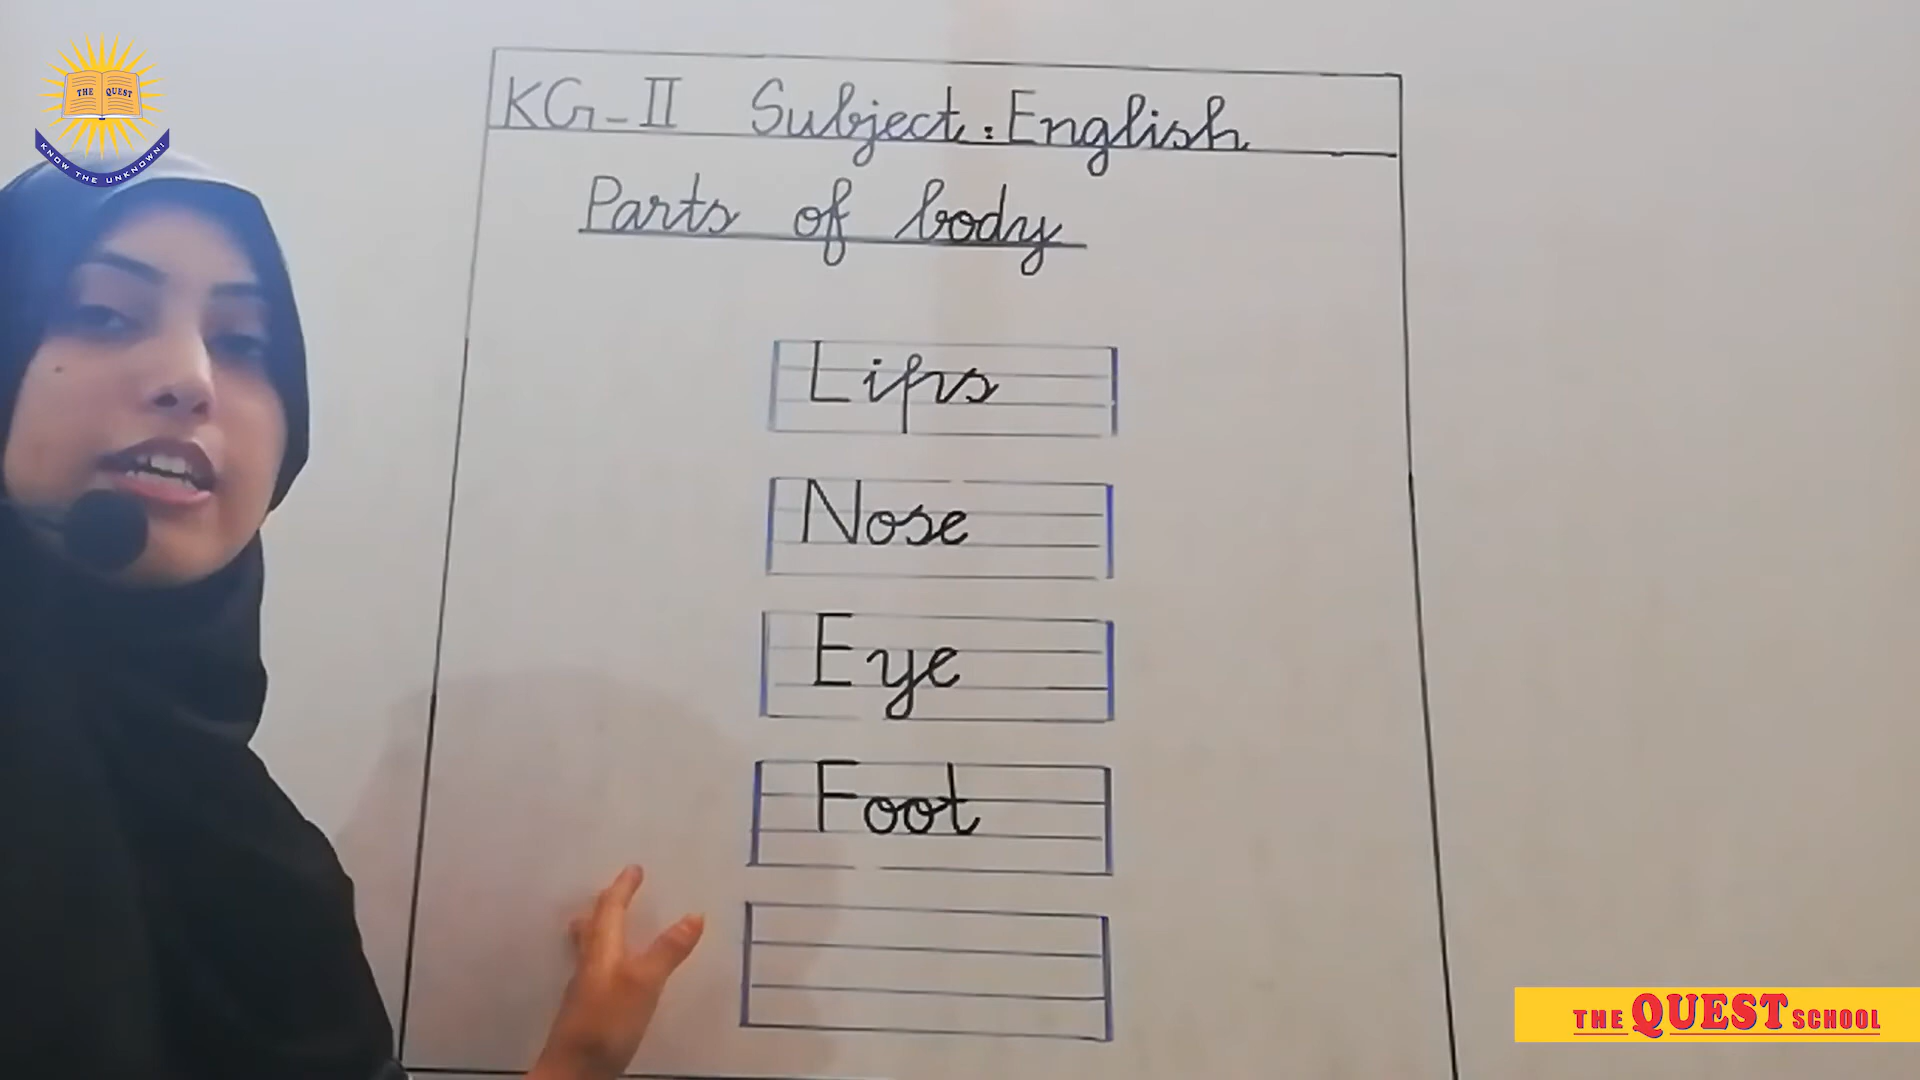 THE QUEST
KNOW THE UNKNOWN!
KG-II Subject: English
Parts of body
Lips
Nose
Eye
Foot
THE QUEST SCHOOL